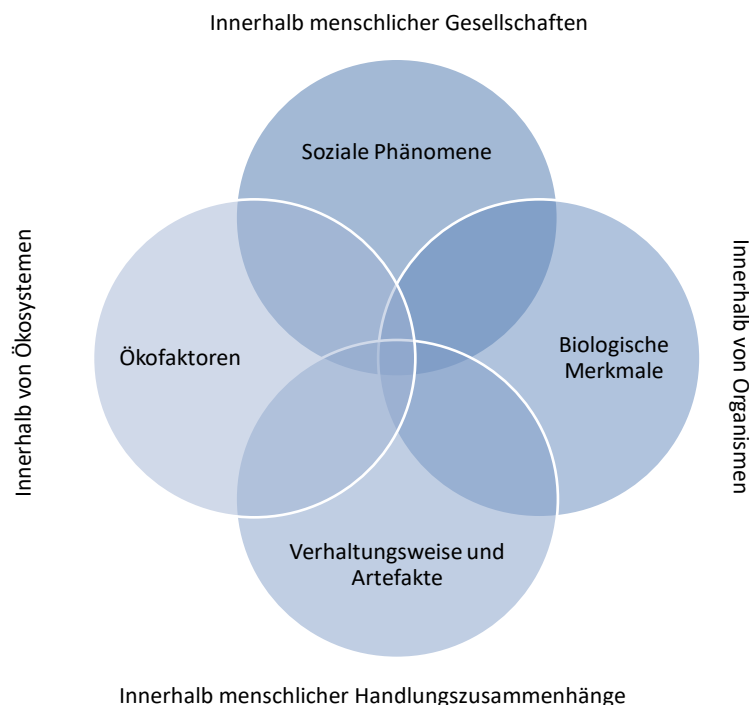 Innerhalb menschlicher Gesellschaften
Soziale Phänomene
Innerhalb von Ökosystemen
Ökofaktoren
Biologische
Merkmale
Innerhalb von Organismen
Verhaltungsweise und
Artefakte
Innerhalb menschlicher Handlungszusammenhänge